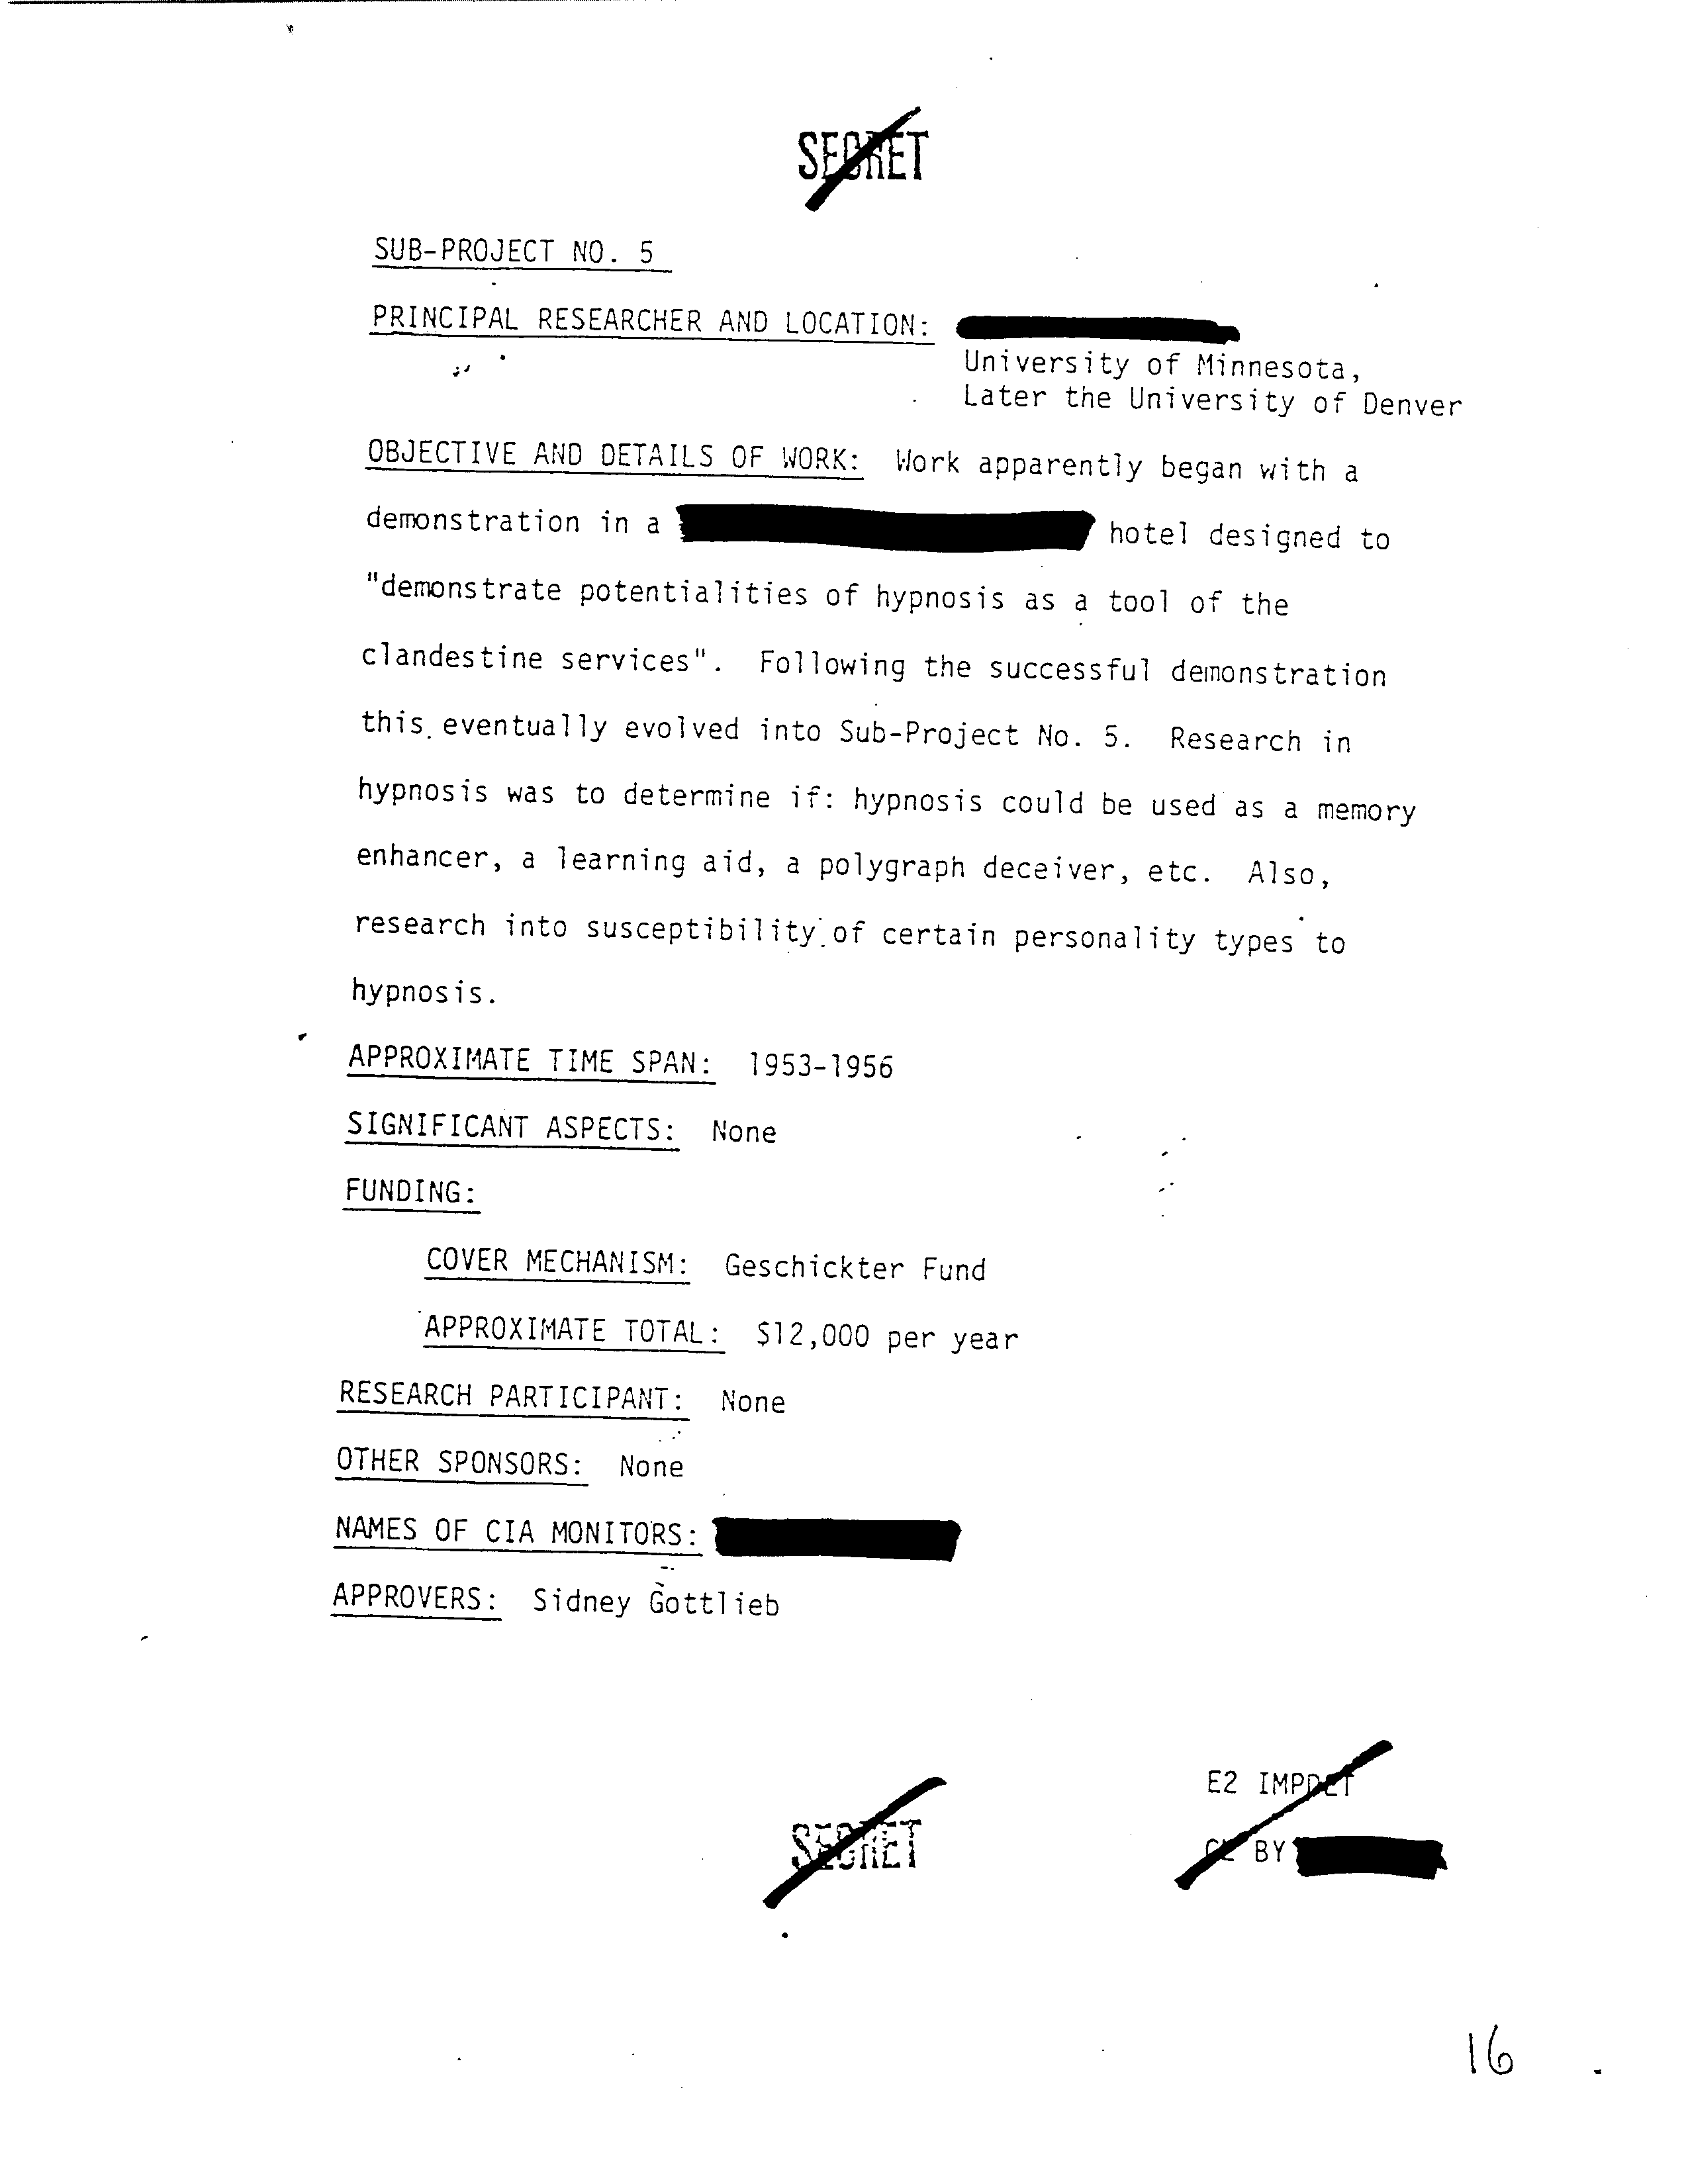 SECRET
SUB-PROJECT NO. 5
PRINCIPAL RESEARCHER AND LOCATION:
University of Minnesota,
Later the University of Denver
OBJECTIVE AND DETAILS OF WORK: Work apparently began with a
demonstration in a hotel designed to
"demonstrate potentialities of hypnosis as a tool of the
clandestine services". Following the successful demonstration
this eventually evolved into Sub-Project No. 5. Research in
hypnosis was to determine if: hypnosis could be used as a memory
enhancer, a learning aid, a polygraph deceiver, etc. Also,
research into susceptibility of certain personality types to
hypnosis.
APPROXIMATE TIME SPAN: 1953-1956
SIGNIFICANT ASPECTS: None
FUNDING:
COVER MECHANISM: Geschickter Fund
APPROXIMATE TOTAL: $12,000 per year
RESEARCH PARTICIPANT: None
OTHER SPONSORS: None
NAMES OF CIA MONITORS:
APPROVERS: Sidney Gottlieb
E2 IMPDET
SECRET
CL BY
16